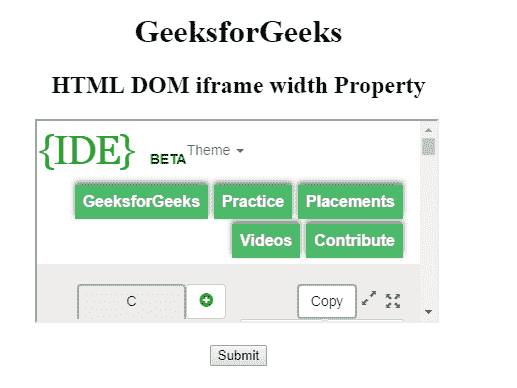 GeeksforGeeks
HTML DOM iframe width Property
{IDE} BETA Theme
GeeksforGeeks Practice Placements
Videos Contribute
C Copy
Submit